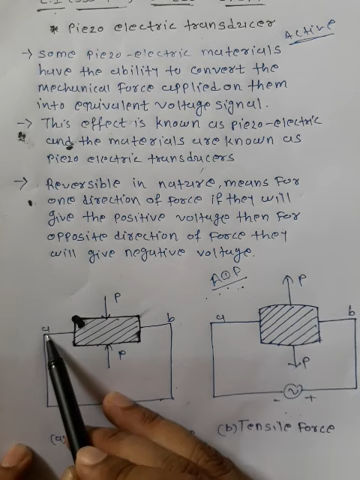 * Piezo electric transducer
Active
→ Some Piezo-electric materials
have the ability to convert the
mechanical Force applied on them
into equivalent voltage signal.
→ This effect is known as piezo-electric
and the materials are known as
piezo electric transducers
→ Reversible in nature, means For
one direction of Force if they will
give the positive voltage then For
opposite direction of Force they
will give negative voltage.
P
P
a
b
P
a
b
P
- +
(a)
(b) Tensile Force